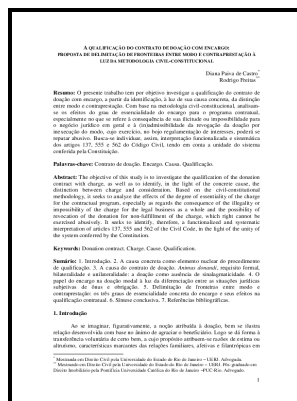 A QUALIFICAÇÃO DO CONTRATO DE DOAÇÃO COM ENCARGO:
PROPOSTA DE DELIMITAÇÃO DE FRONTEIRAS ENTRE MODO E CONTRAPRESTAÇÃO À
LUZ DA METODOLOGIA CIVIL-CONSTITUCIONAL
Diana Paiva de Castro*
Rodrigo Freitas**
Resumo: O presente trabalho tem por objetivo investigar a qualificação do contrato de
doação com encargo, a partir da identificação, à luz da sua causa concreta, da distinção
entre modo e contraprestação. Com base na metodologia civil-constitucional, analisam-
se os efeitos do grau de essencialidade do encargo para o programa contratual,
especialmente no que se refere à consequência de sua ilicitude ou impossibilidade para
o negócio jurídico em geral e à (in)admissibilidade da revogação da doação por
inexecução do modo, cujo exercício, no bojo regulamentação de interesses, poderá se
reputar abusivo. Busca-se individuar, assim, interpretação funcionalizada e sistemática
dos artigos 137, 555 e 562 do Código Civil, tendo em conta a unidade do sistema
conferida pela Constituição.
Palavras-chave: Contrato de doação. Encargo. Causa. Qualificação.
Abstract: The objective of this study is to investigate the qualification of the donation
contract with charge, as well as to identify, in the light of the concrete cause, the
distinction between charge and consideration. Based on the civil-constitutional
methodology, it seeks to analyze the effects of the degree of essentiality of the charge
for the contractual program, especially as regards the consequence of the illegality or
impossibility of the charge for the legal business as a whole and the possibility of
revocation of the donation for non-fulfillment of the charge, which right cannot be
exercised abusively. It seeks to identify, therefore, a functionalized and systematic
interpretation of articles 137, 555 and 562 of the Civil Code, in the light of the unity of
the system conferred by the Constitution.
Keywords: Donation contract. Charge. Cause. Qualification.
Sumário: 1. Introdução. 2. A causa concreta como elemento nuclear do procedimento
de qualificação. 3. A causa do contrato de doação. Animus donandi, requisito formal,
bilateralidade e unilateralidade: a doação como ausência de sinalagmaticidade. 4. O
papel do encargo na doação modal à luz da diferenciação entre as situações jurídicas
subjetivas de ônus e obrigação. 5. Delimitação de fronteiras entre modo e
contraprestação: os três graus de essencialidade concreta do encargo e seus efeitos na
qualificação contratual. 6. Síntese conclusiva. 7. Referências bibliográficas.
1. Introdução
Ao se imaginar, figurativamente, a noção atribuída à doação, bem se ilustra
relação desenvolvida com base no ânimo de agraciar e beneficiário. Logo se dá forma à
transferência voluntária de certo bem, a cujo propósito atribuem-se razões de estima ou
altruísmo, características marcantes das relações familiares, afetivas e filantrópicas em
* Mestranda em Direito Civil pela Universidade do Estado do Rio de Janeiro – UERJ. Advogada.
** Mestrando em Direito Civil pela Universidade do Estado do Rio de Janeiro – UERJ. Pós-graduado em
Direito Imobiliário pela Pontifícia Universidade Católica do Rio de Janeiro –PUC-Rio. Advogado.
1